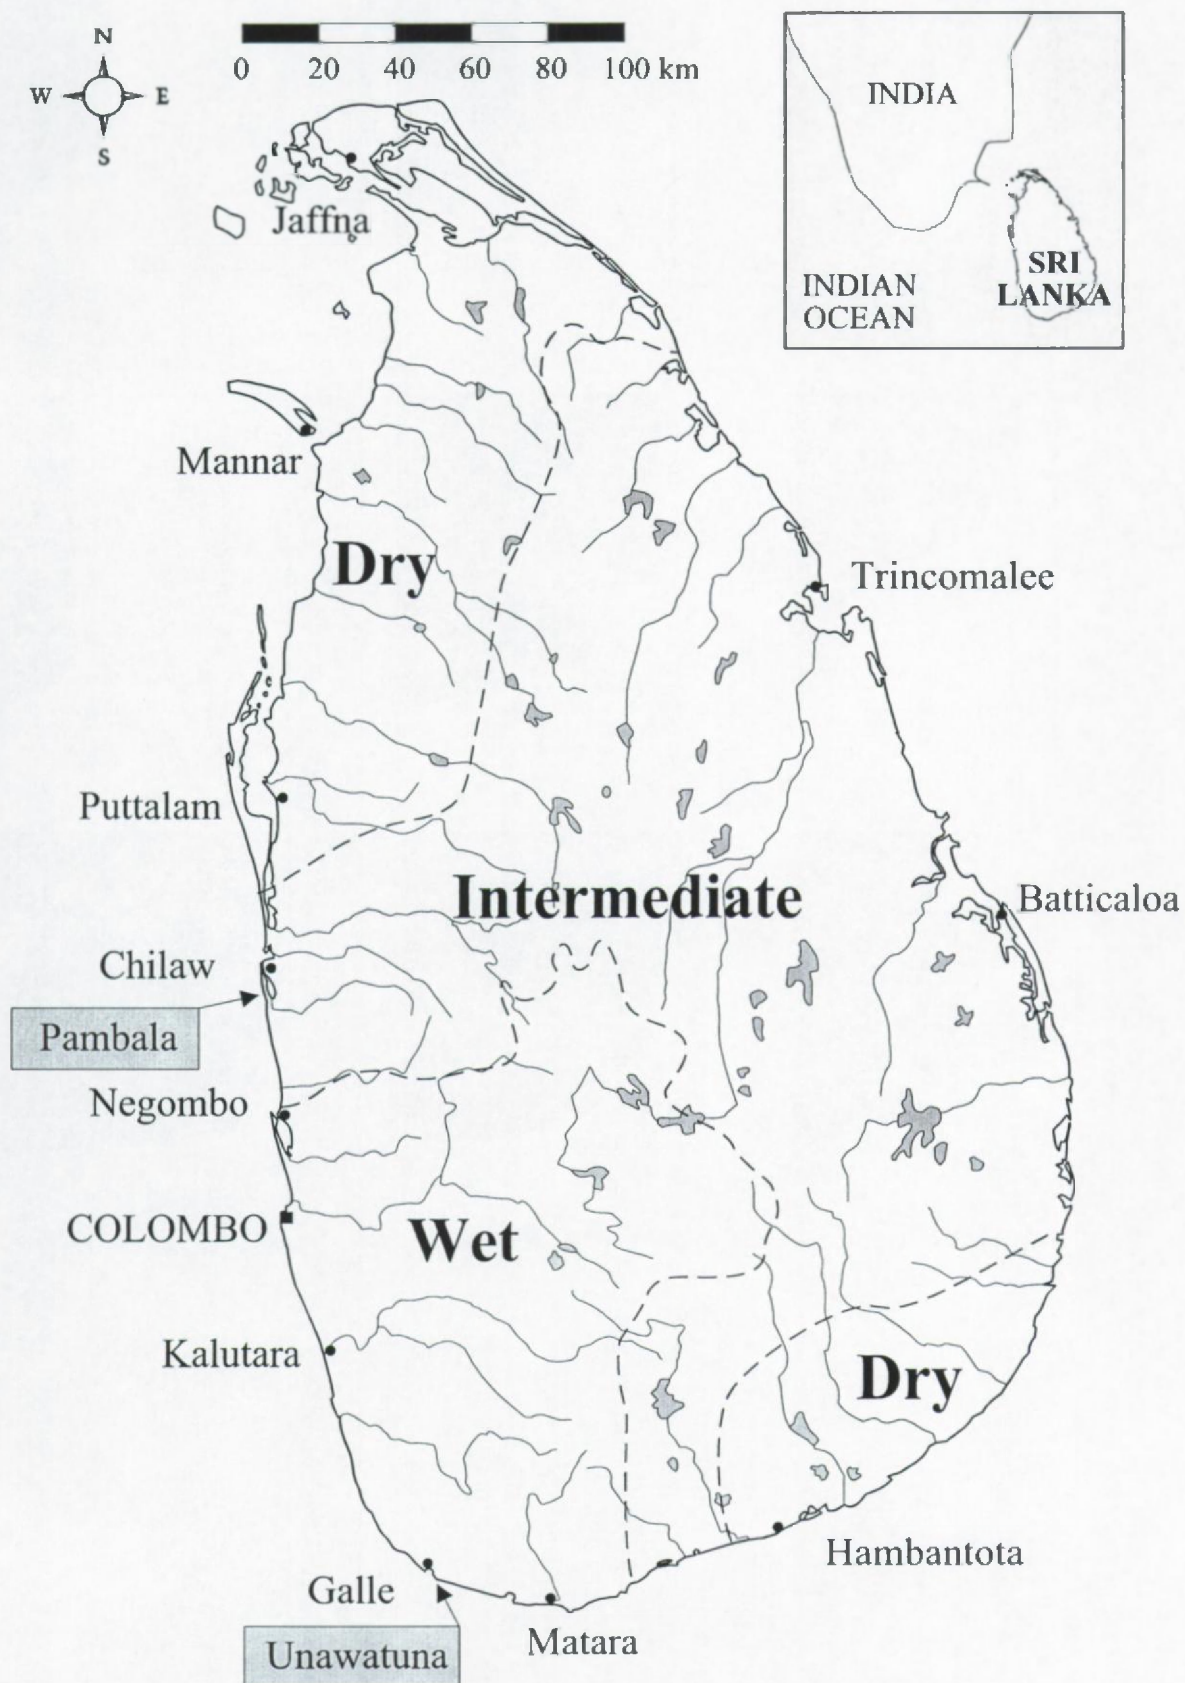 N
W
E
S
0 20 40 60 80 100 km
INDIA
SRI
LANKA
INDIAN
OCEAN
Jaffna
Mannar
Dry
Trincomalee
Puttalam
Intermediate
Batticaloa
Chilaw
Pambala
Negombo
COLOMBO
Wet
Kalutara
Dry
Hambantota
Galle
Matara
Unawatuna